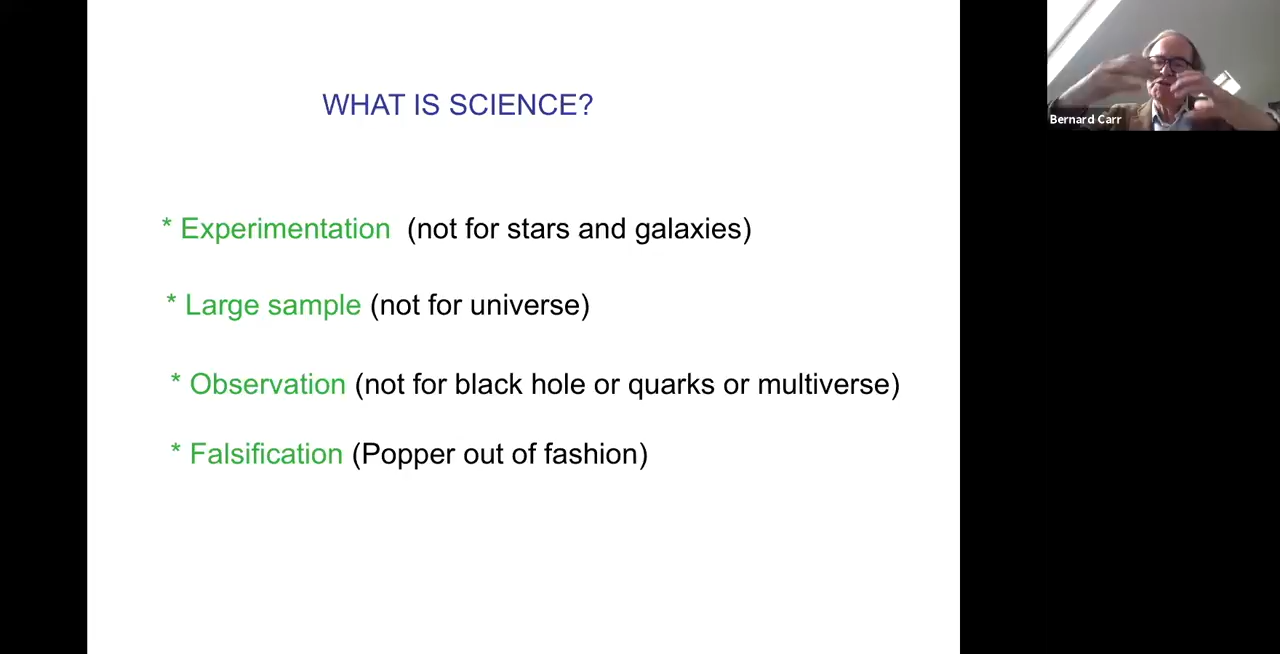 WHAT IS SCIENCE?
Bernard Carr
* Experimentation (not for stars and galaxies)
* Large sample (not for universe)
* Observation (not for black hole or quarks or multiverse)
* Falsification (Popper out of fashion)